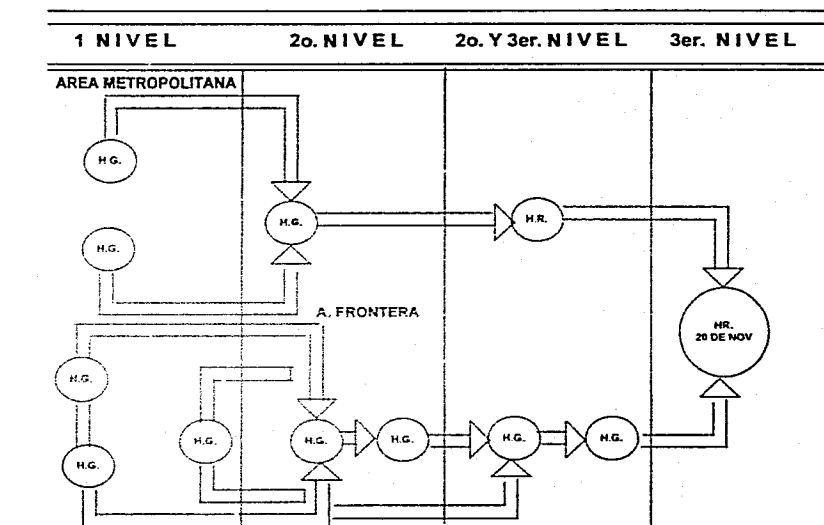 1 NIVEL 2o. NIVEL 2o. Y 3er. NIVEL 3er. NIVEL
AREA METROPOLITANA
H.G.
H.G. H.R.
H.G.
A. FRONTERA
HR.
20 DE NOV
H.G.
H.G. H.G. H.G. H.G. H.G.
H.G.